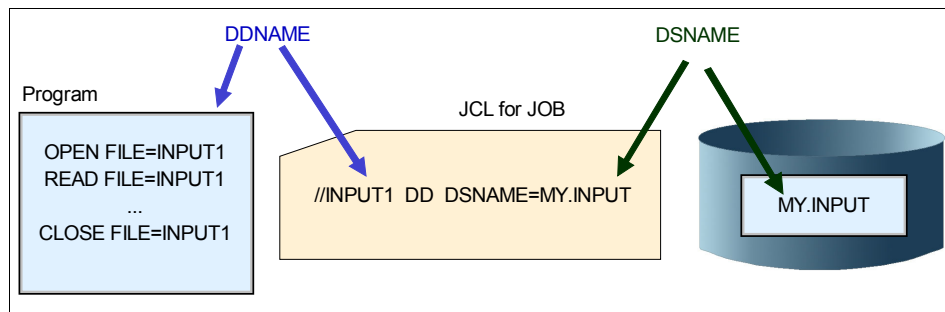 DDNAME
DSNAME
Program
JCL for JOB
OPEN FILE=INPUT1
READ FILE=INPUT1
...
CLOSE FILE=INPUT1
//INPUT1 DD DSNAME=MY.INPUT
MY.INPUT